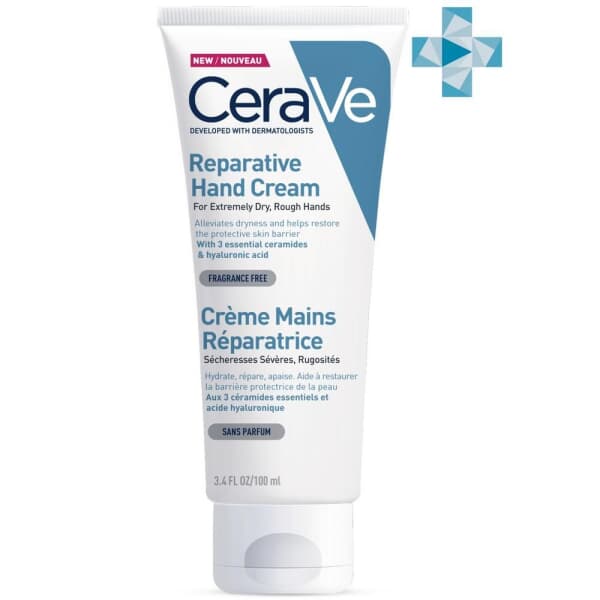 NEW / NOUVEAU
CeraVe
DEVELOPED WITH DERMATOLOGISTS
Reparative
Hand Cream
For Extremely Dry, Rough Hands
Alleviates dryness and helps restore
the protective skin barrier
With 3 essential ceramides
& hyaluronic acid
FRAGRANCE FREE
Crème Mains
Réparatrice
Sécheresses Sévères, Rugosités
Hydrate, répare, apaise. Aide à restaurer
la barrière protectrice de la peau
Aux 3 céramides essentiels et
acide hyaluronique
SANS PARFUM
3.4 FL OZ/100 ml